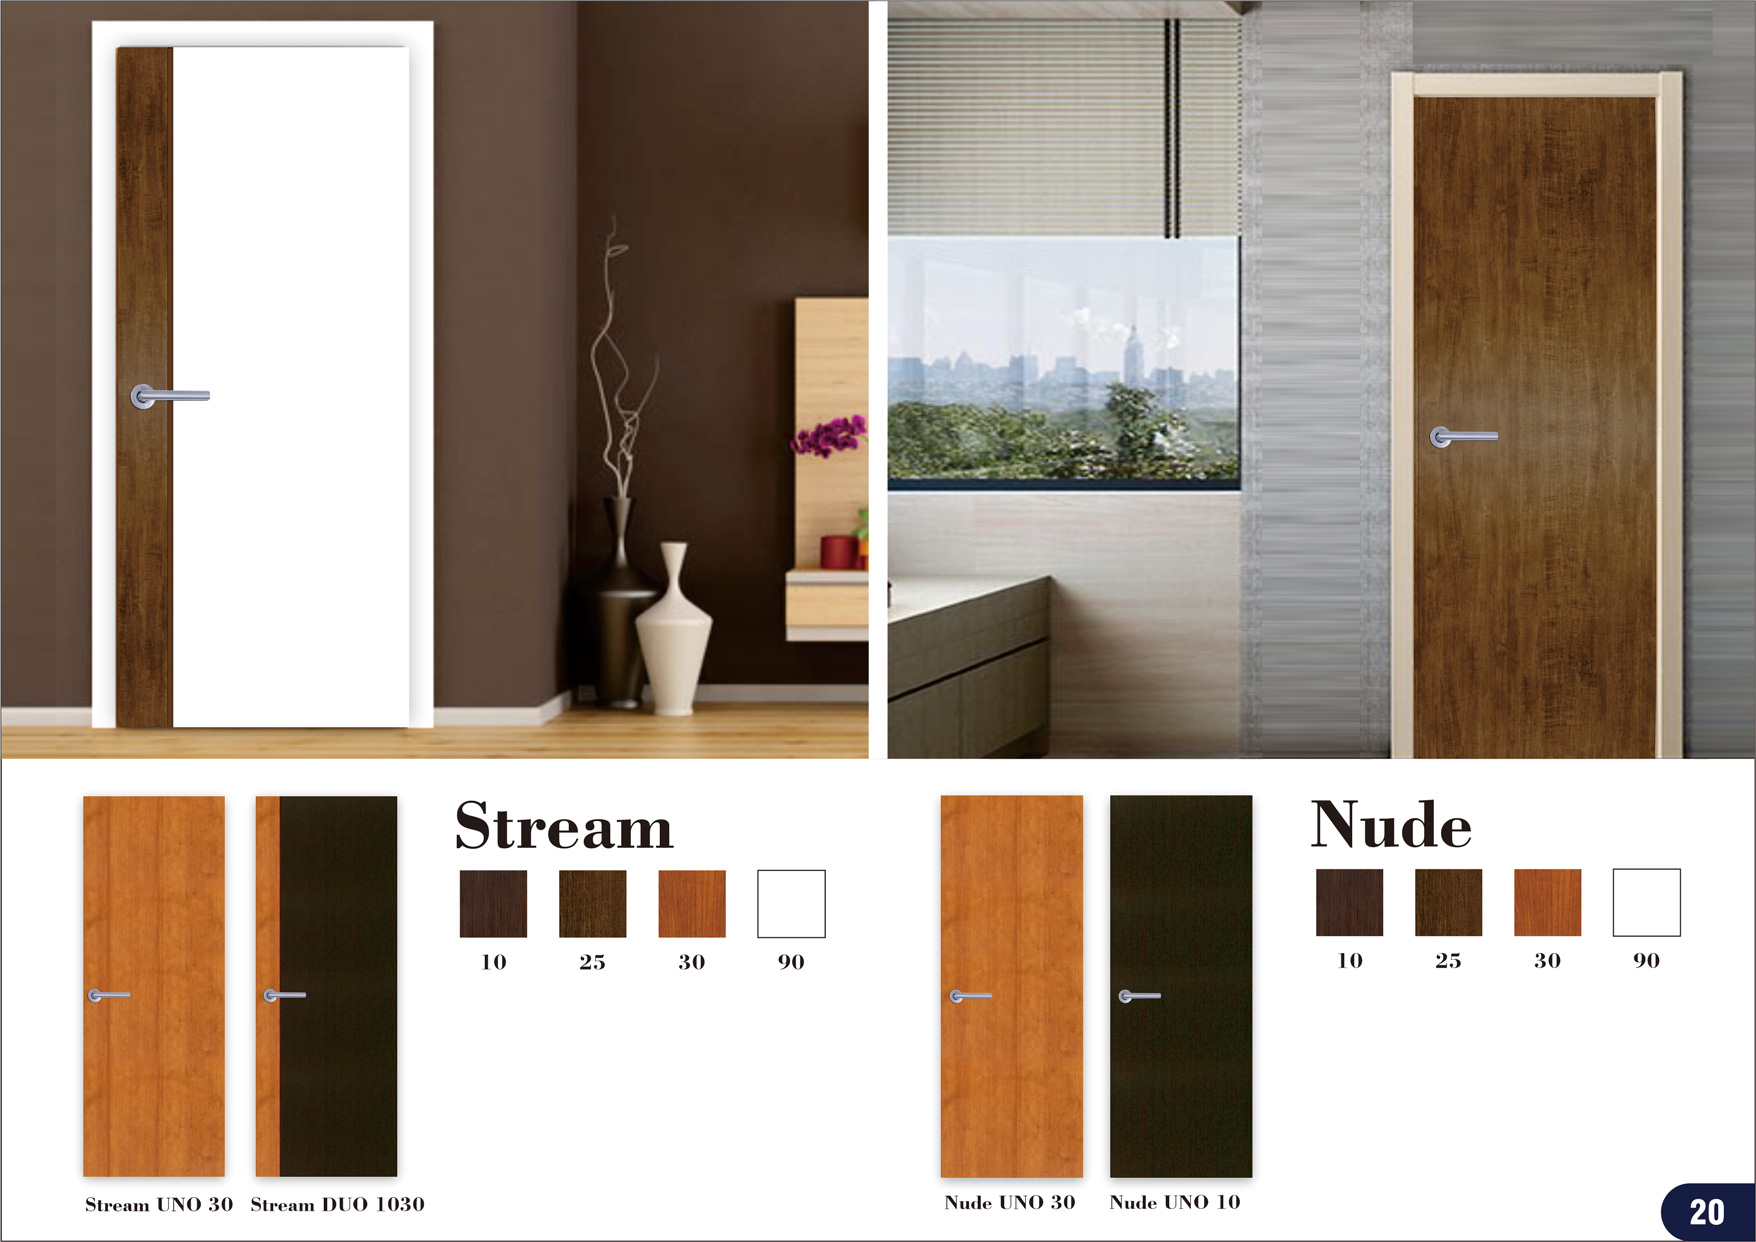 Stream
10 25 30 90
Stream UNO 30 Stream DUO 1030
Nude
10 25 30 90
Nude UNO 30 Nude UNO 10
20